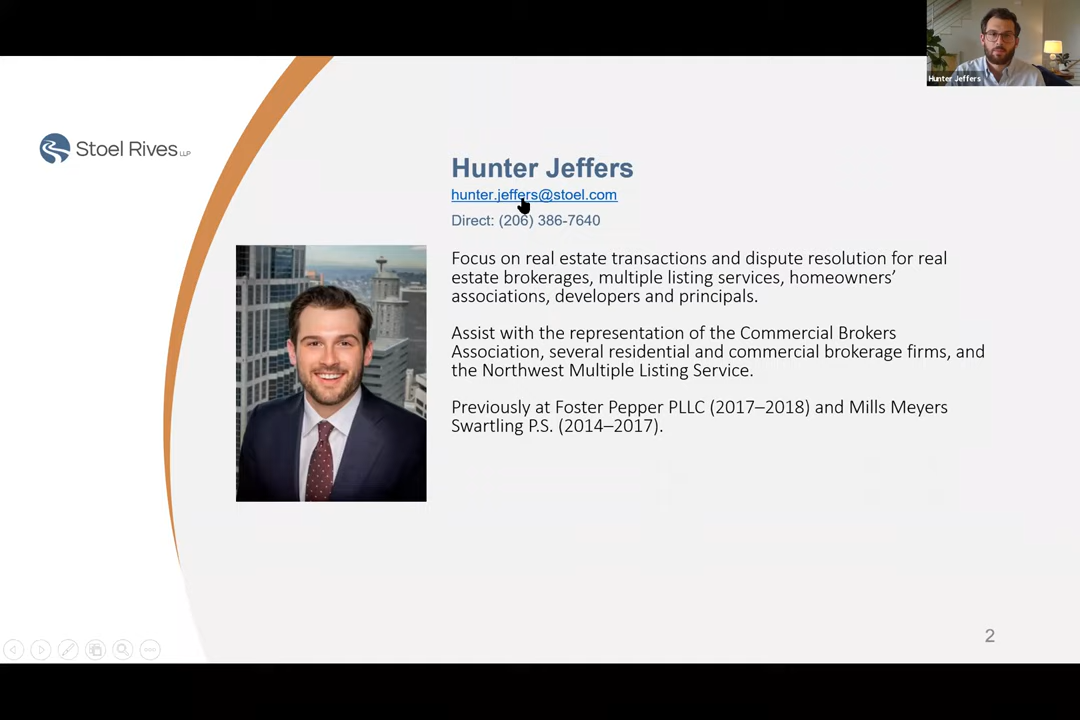 Hunter Jeffers
Stoel Rives LLP
Hunter Jeffers
hunter.jeffers@stoel.com
Direct: (206) 386-7640
Focus on real estate transactions and dispute resolution for real
estate brokerages, multiple listing services, homeowners’
associations, developers and principals.
Assist with the representation of the Commercial Brokers
Association, several residential and commercial brokerage firms, and
the Northwest Multiple Listing Service.
Previously at Foster Pepper PLLC (2017–2018) and Mills Meyers
Swartling P.S. (2014–2017).
2